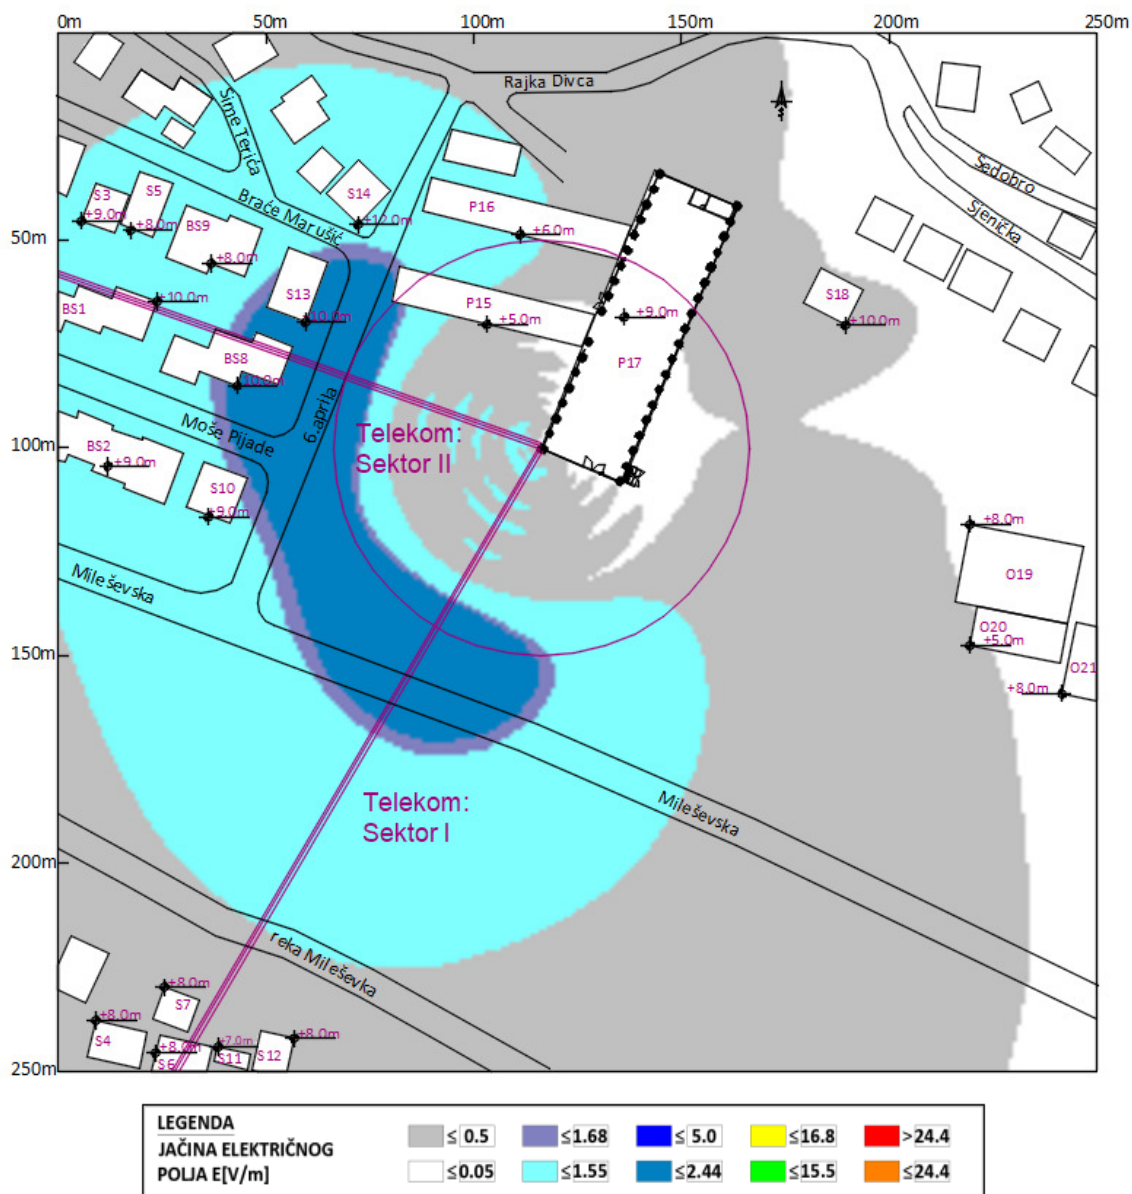 0m 50m 100m 150m 200m 250m
Rajka Divca
Sime Terića
Šedobro
Sjenička
S3
+9.0m
S5
+8.0m
BS9
+8.0m
Braće Marušić
S14
+12.0m
P16
+6.0m
50m
S13
10.0m
+10.0m
BS1
P15
+5.0m
+9.0m
P17
S18
+10.0m
BS8
10.0m
Moše Pijade
6.aprila
100m
BS2
+9.0m
S10
+9.0m
Telekom:
Sektor II
+8.0m
O19
O20
+5.0m
O21
+8.0m
Mileševska
150m
Telekom:
Sektor I
Mileševska
200m
reka Mileševka
+8.0m
S7
+8.0m
S4
+8.0m
S6
+7.0m
S11
+8.0m
S12
250m
LEGENDA
JAČINA ELEKTRIČNOG
POLJA E[V/m]
≤ 0.5 ≤1.68 ≤ 5.0 ≤16.8 >24.4
≤0.05 ≤1.55 ≤2.44 ≤15.5 ≤24.4